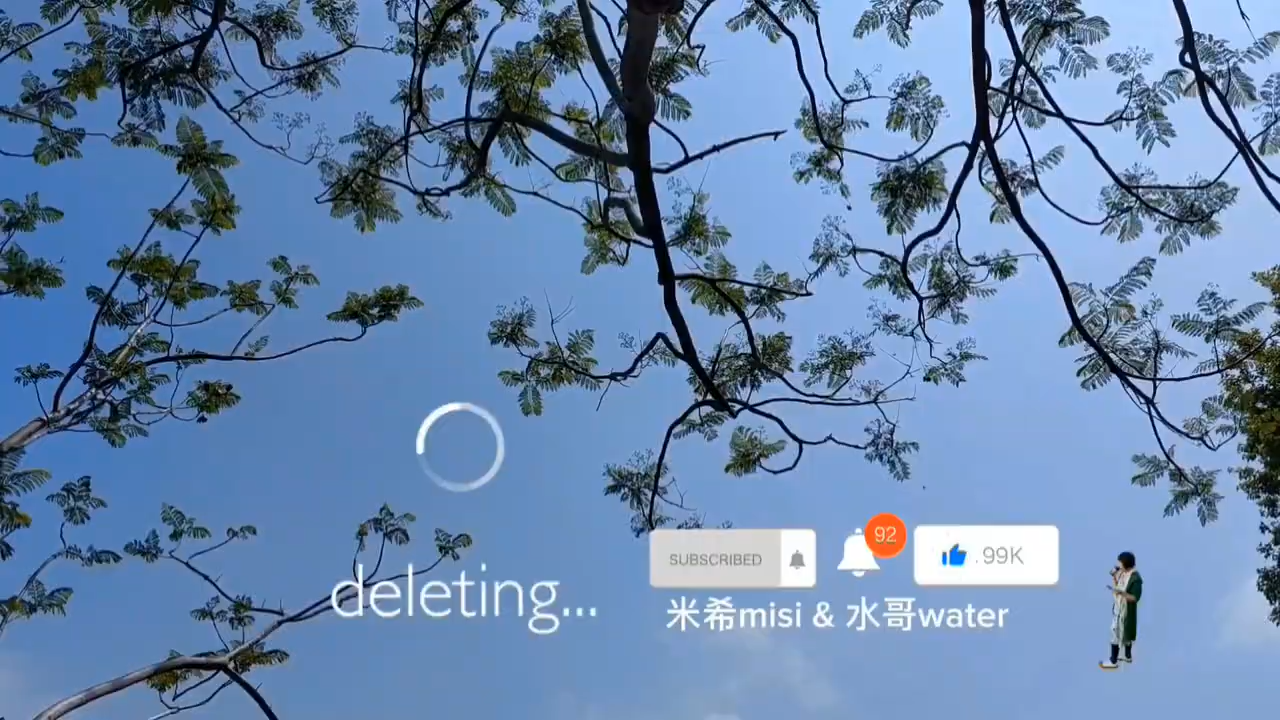 92
SUBSCRIBED
.99K
deleting...
米希misi & 水哥water